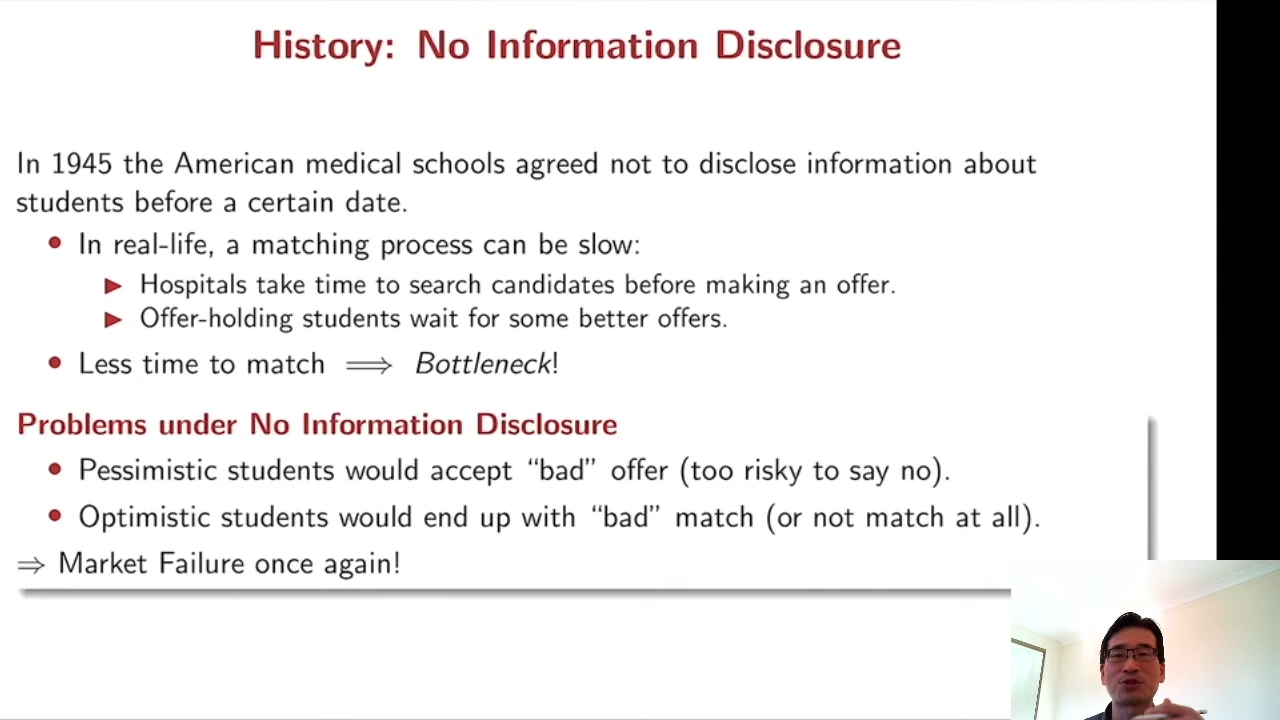 History: No Information Disclosure
In 1945 the American medical schools agreed not to disclose information about
students before a certain date.
• In real-life, a matching process can be slow:
▶ Hospitals take time to search candidates before making an offer.
▶ Offer-holding students wait for some better offers.
• Less time to match ⟹ Bottleneck!
Problems under No Information Disclosure
• Pessimistic students would accept “bad” offer (too risky to say no).
• Optimistic students would end up with “bad” match (or not match at all).
⇒ Market Failure once again!